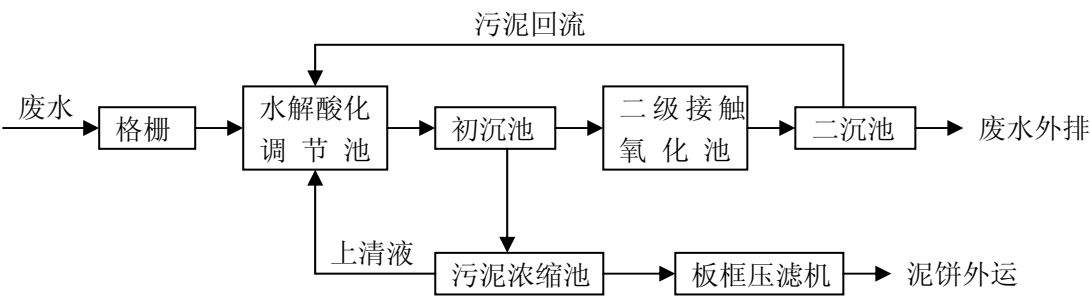 污泥回流
废水
格栅
水解酸化
调节池
初沉池
二级接触
氧化池
二沉池
废水外排
上清液
污泥浓缩池
板框压滤机
泥饼外运